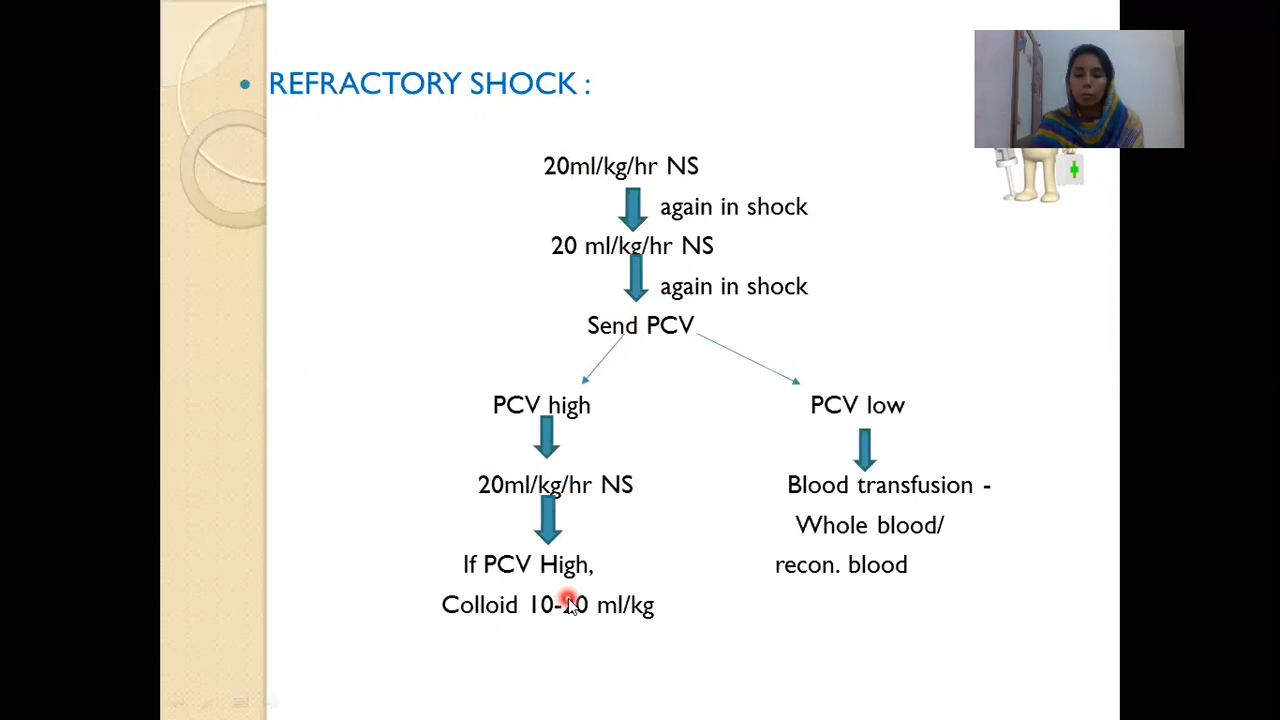 REFRACTORY SHOCK :
20ml/kg/hr NS
again in shock
20 ml/kg/hr NS
again in shock
Send PCV
PCV high
PCV low
20ml/kg/hr NS
Blood transfusion -
Whole blood/
If PCV High,
recon. blood
Colloid 10-20 ml/kg